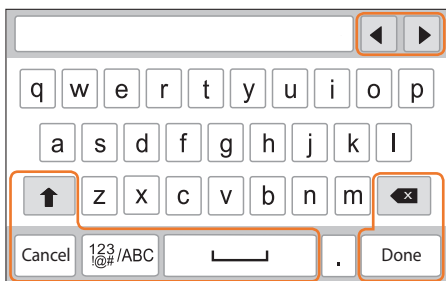 q w e r t y u i o p
a s d f g h j k l
z x c v b n m
Cancel 123!@#/ABC . Done